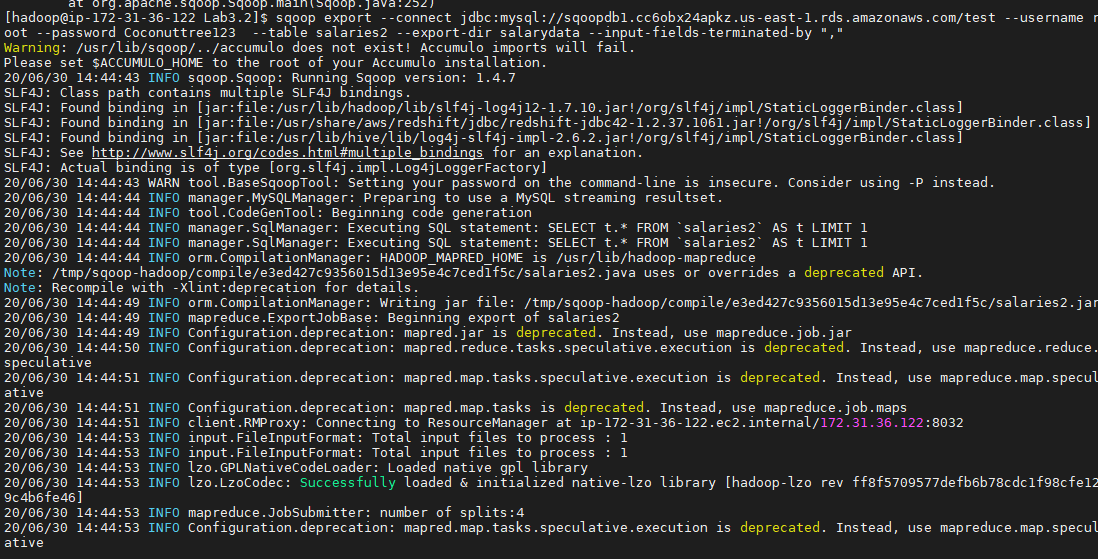 at org.apache.sqoop.Sqoop.main(Sqoop.java:252)
[hadoop@ip-172-31-36-122 Lab3.2]$ sqoop export --connect jdbc:mysql://sqoopdb1.cc6obx24apkz.us-east-1.rds.amazonaws.com/test --username r
oot --password Coconuttree123  --table salaries2 --export-dir salarydata --input-fields-terminated-by ","
Warning: /usr/lib/sqoop/../accumulo does not exist! Accumulo imports will fail.
Please set $ACCUMULO_HOME to the root of your Accumulo installation.
20/06/30 14:44:43 INFO sqoop.Sqoop: Running Sqoop version: 1.4.7
SLF4J: Class path contains multiple SLF4J bindings.
SLF4J: Found binding in [jar:file:/usr/lib/hadoop/lib/slf4j-log4j12-1.7.10.jar!/org/slf4j/impl/StaticLoggerBinder.class]
SLF4J: Found binding in [jar:file:/usr/share/aws/redshift/jdbc/redshift-jdbc42-1.2.37.1061.jar!/org/slf4j/impl/StaticLoggerBinder.class]
SLF4J: Found binding in [jar:file:/usr/lib/hive/lib/log4j-slf4j-impl-2.6.2.jar!/org/slf4j/impl/StaticLoggerBinder.class]
SLF4J: See http://www.slf4j.org/codes.html#multiple_bindings for an explanation.
SLF4J: Actual binding is of type [org.slf4j.impl.Log4jLoggerFactory]
20/06/30 14:44:43 WARN tool.BaseSqoopTool: Setting your password on the command-line is insecure. Consider using -P instead.
20/06/30 14:44:44 INFO manager.MySQLManager: Preparing to use a MySQL streaming resultset.
20/06/30 14:44:44 INFO tool.CodeGenTool: Beginning code generation
20/06/30 14:44:44 INFO manager.SqlManager: Executing SQL statement: SELECT t.* FROM `salaries2` AS t LIMIT 1
20/06/30 14:44:44 INFO manager.SqlManager: Executing SQL statement: SELECT t.* FROM `salaries2` AS t LIMIT 1
20/06/30 14:44:44 INFO orm.CompilationManager: HADOOP_MAPRED_HOME is /usr/lib/hadoop-mapreduce
Note: /tmp/sqoop-hadoop/compile/e3ed427c9356015d13e95e4c7ced1f5c/salaries2.java uses or overrides a deprecated API.
Note: Recompile with -Xlint:deprecation for details.
20/06/30 14:44:49 INFO orm.CompilationManager: Writing jar file: /tmp/sqoop-hadoop/compile/e3ed427c9356015d13e95e4c7ced1f5c/salaries2.jar
20/06/30 14:44:49 INFO mapreduce.ExportJobBase: Beginning export of salaries2
20/06/30 14:44:49 INFO Configuration.deprecation: mapred.jar is deprecated. Instead, use mapreduce.job.jar
20/06/30 14:44:50 INFO Configuration.deprecation: mapred.reduce.tasks.speculative.execution is deprecated. Instead, use mapreduce.reduce.
speculative
20/06/30 14:44:51 INFO Configuration.deprecation: mapred.map.tasks.speculative.execution is deprecated. Instead, use mapreduce.map.specul
ative
20/06/30 14:44:51 INFO Configuration.deprecation: mapred.map.tasks is deprecated. Instead, use mapreduce.job.maps
20/06/30 14:44:51 INFO client.RMProxy: Connecting to ResourceManager at ip-172-31-36-122.ec2.internal/172.31.36.122:8032
20/06/30 14:44:53 INFO input.FileInputFormat: Total input files to process : 1
20/06/30 14:44:53 INFO input.FileInputFormat: Total input files to process : 1
20/06/30 14:44:53 INFO lzo.GPLNativeCodeLoader: Loaded native gpl library
20/06/30 14:44:53 INFO lzo.LzoCodec: Successfully loaded & initialized native-lzo library [hadoop-lzo rev ff8f5709577defb6b78cdc1f98cfe12
9c4b6fe46]
20/06/30 14:44:53 INFO mapreduce.JobSubmitter: number of splits:4
20/06/30 14:44:53 INFO Configuration.deprecation: mapred.map.tasks.speculative.execution is deprecated. Instead, use mapreduce.map.specul
ative